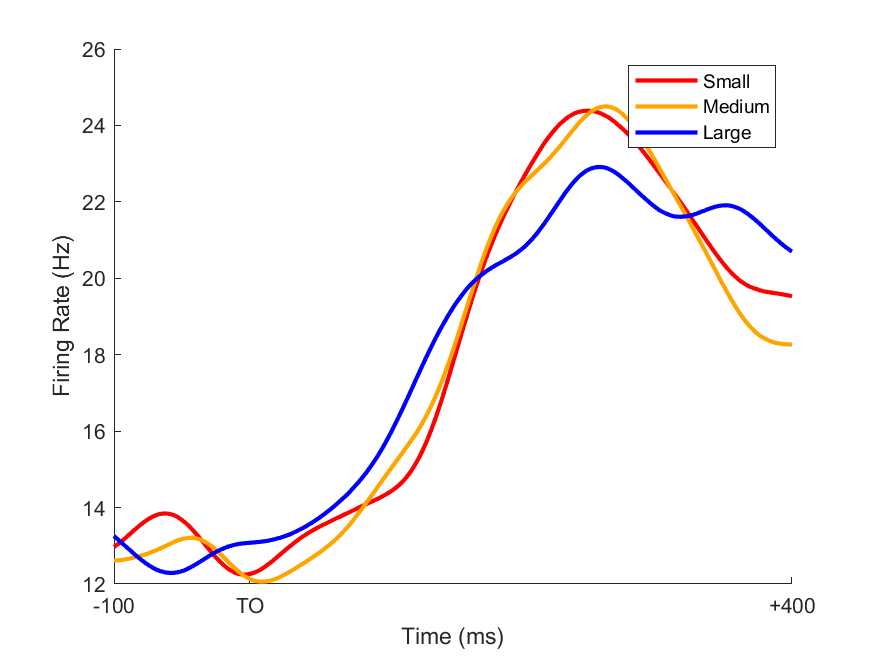 26
24
22
20
18
16
14
12
Firing Rate (Hz)
Small
Medium
Large
-100
TO
+400
Time (ms)